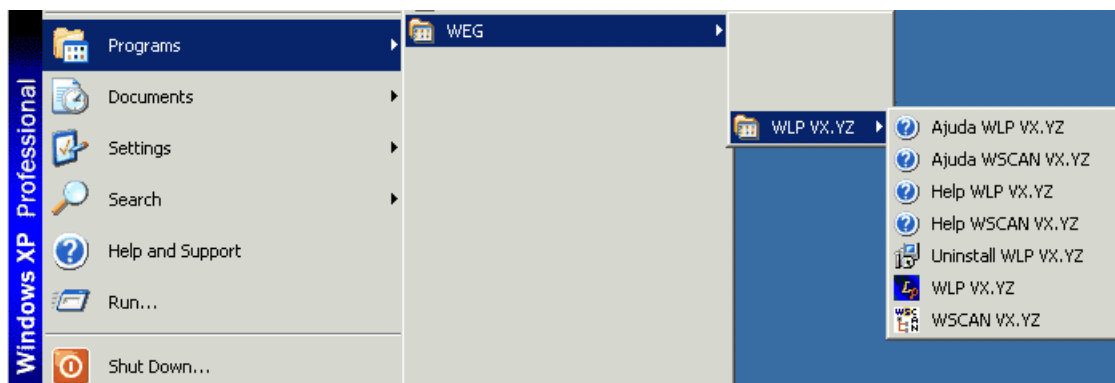 Windows XP Professional
Programs
Documents
Settings
Search
Help and Support
Run...
Shut Down...
WEG
WLP VX.YZ
Ajuda WLP VX.YZ
Ajuda WSCAN VX.YZ
Help WLP VX.YZ
Help WSCAN VX.YZ
Uninstall WLP VX.YZ
WLP VX.YZ
WSCAN VX.YZ